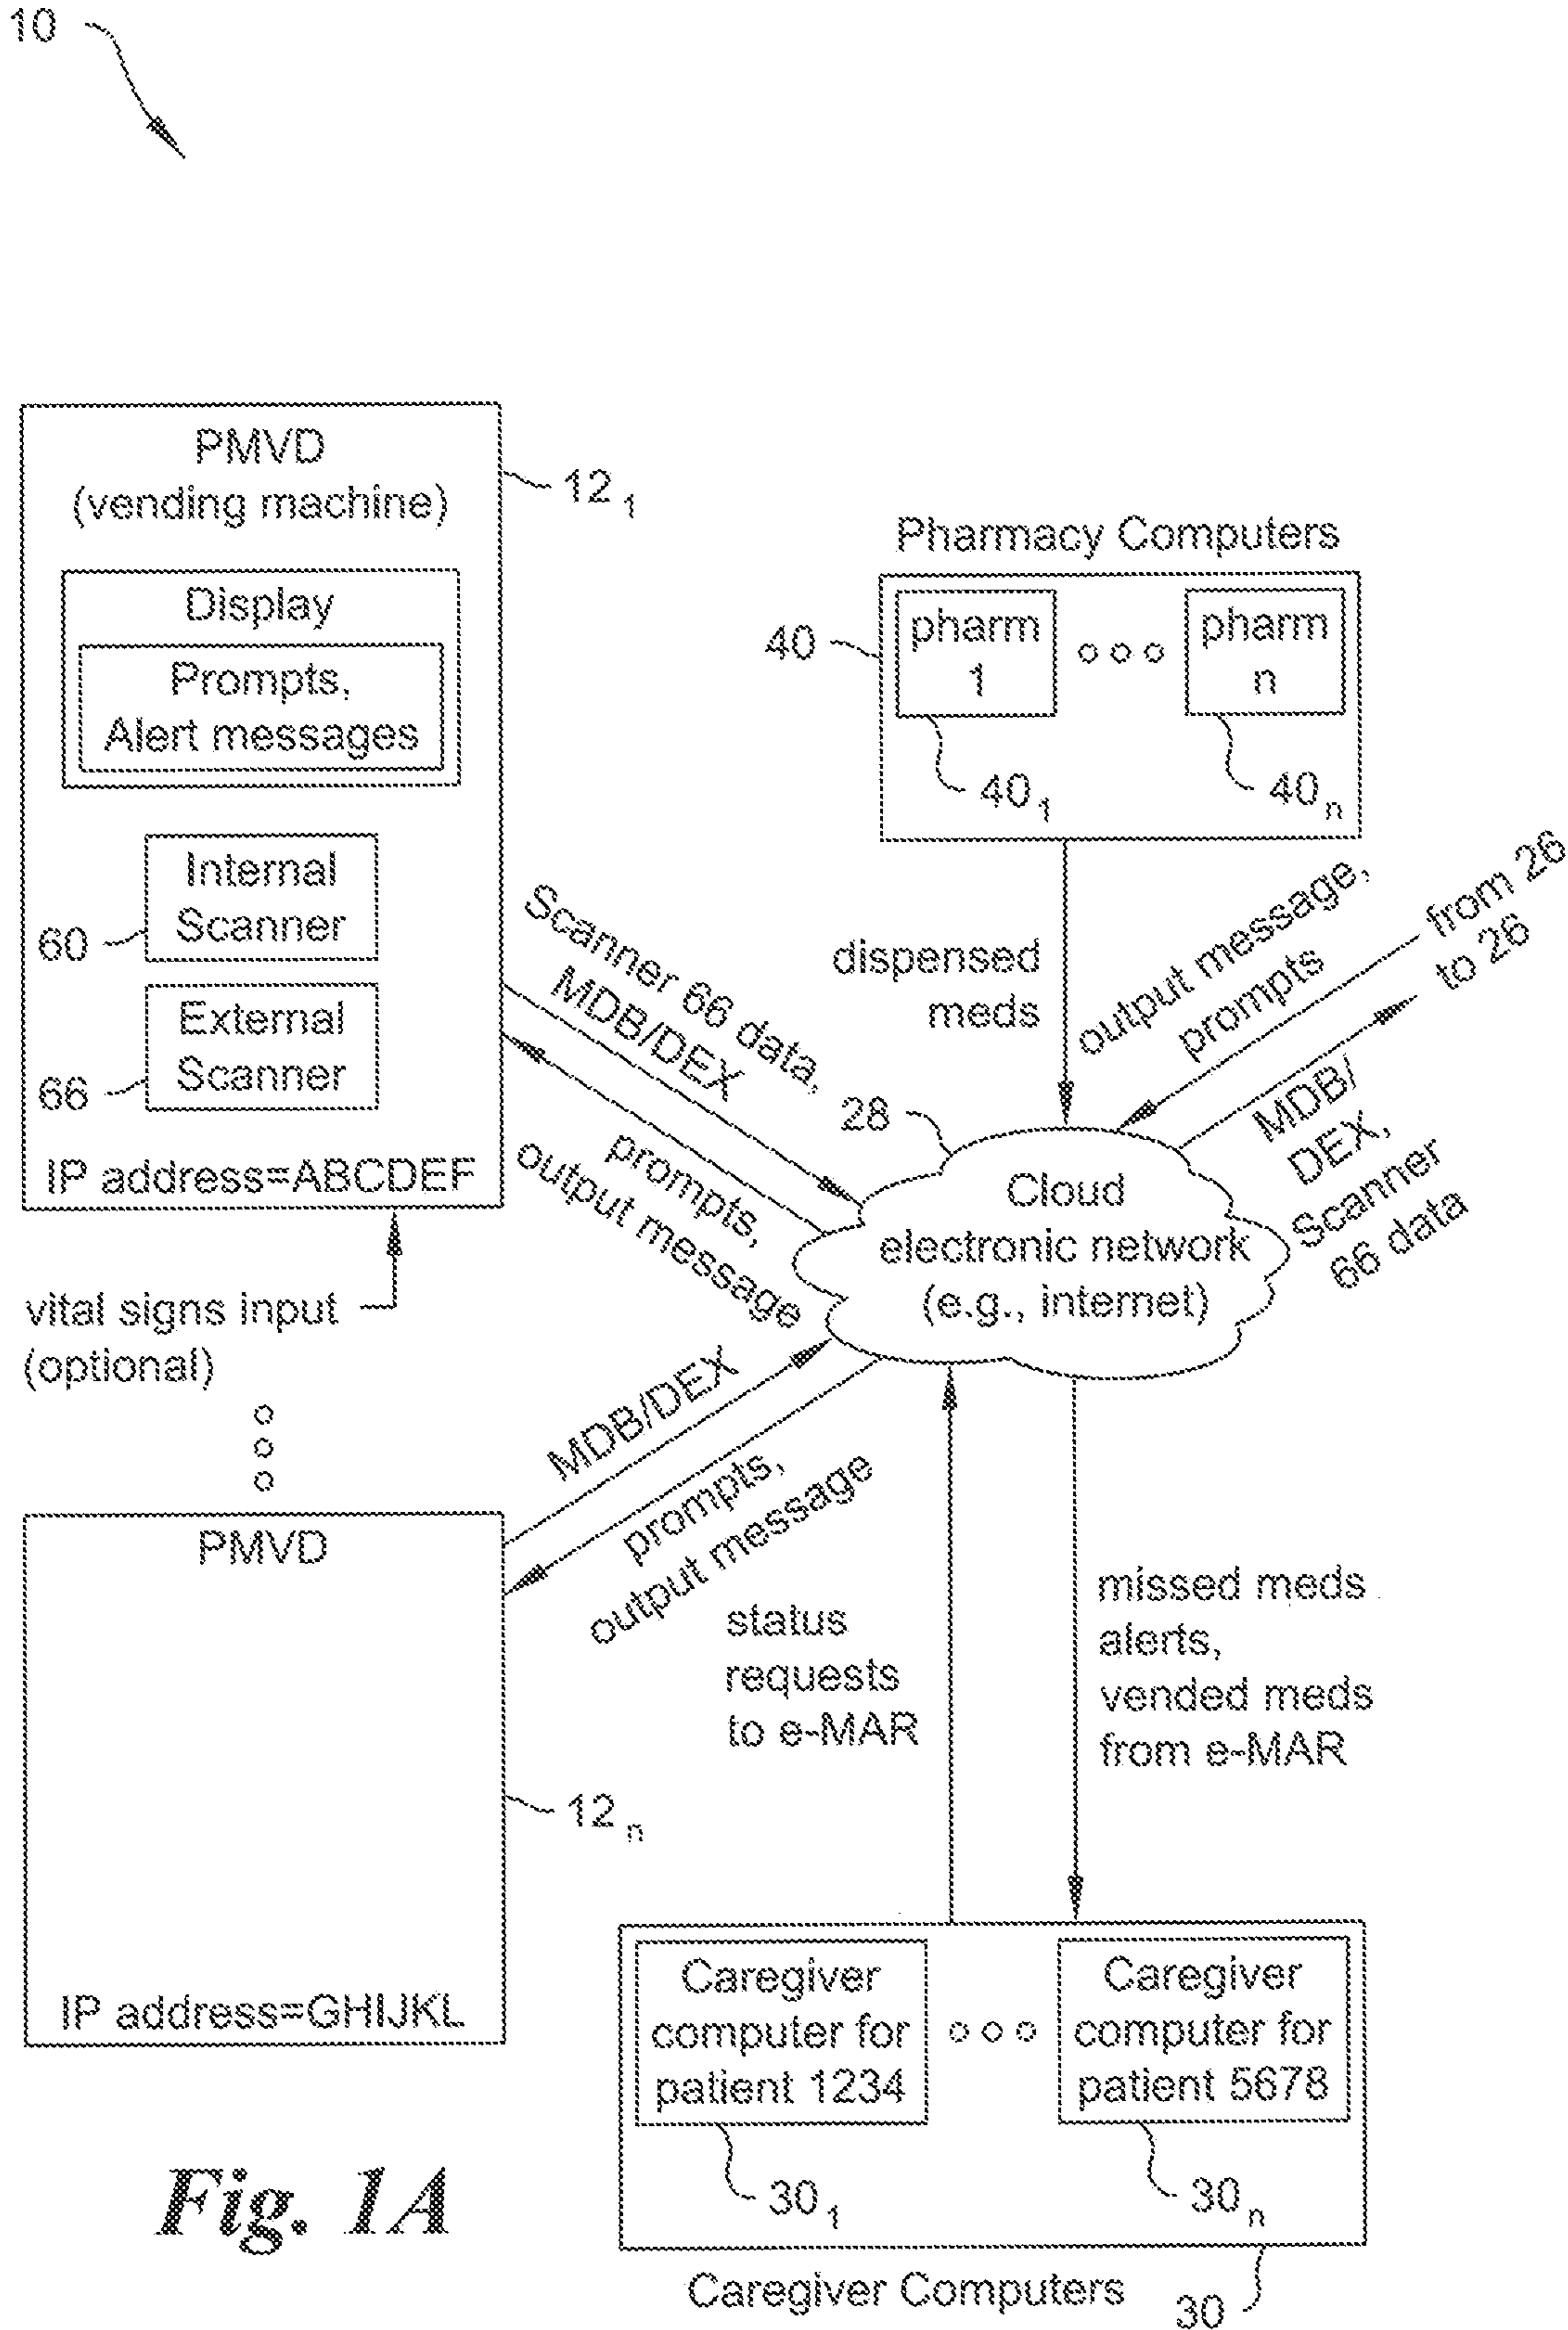 10
PMVD
(vending machine)
12 1
Display
Prompts,
Alert messages
Internal
Scanner
60
External
Scanner
66
IP address=ABCDEF
vital signs input
(optional)
Pharmacy Computers
40
pharm
1
pharm
n
40 1
40 n
dispensed
meds
Scanner 66 data,
MDB/DEX
prompts,
output message
output message,
prompts
from 26
to 26
MDB/
DEX,
Scanner
66 data
28
Cloud
electronic network
(e.g., internet)
MDB/DEX
prompts,
output message
PMVD
12 n
IP address=GHIJKL
status
requests
to e-MAR
missed meds
alerts,
vended meds
from e-MAR
Caregiver
computer for
patient 1234
Caregiver
computer for
patient 5678
30 1
30 n
Caregiver Computers
30
Fig. 1A